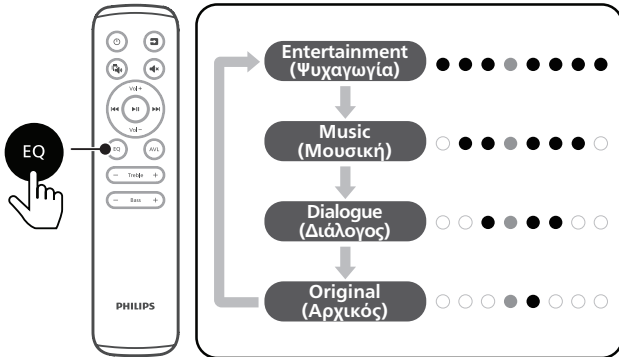 Vol+
Vol−
EQ
EQ
AVL
− Treble +
− Bass +
PHILIPS
Entertainment
(Ψυχαγωγία)
Music
(Μουσική)
Dialogue
(Διάλογος)
Original
(Αρχικός)